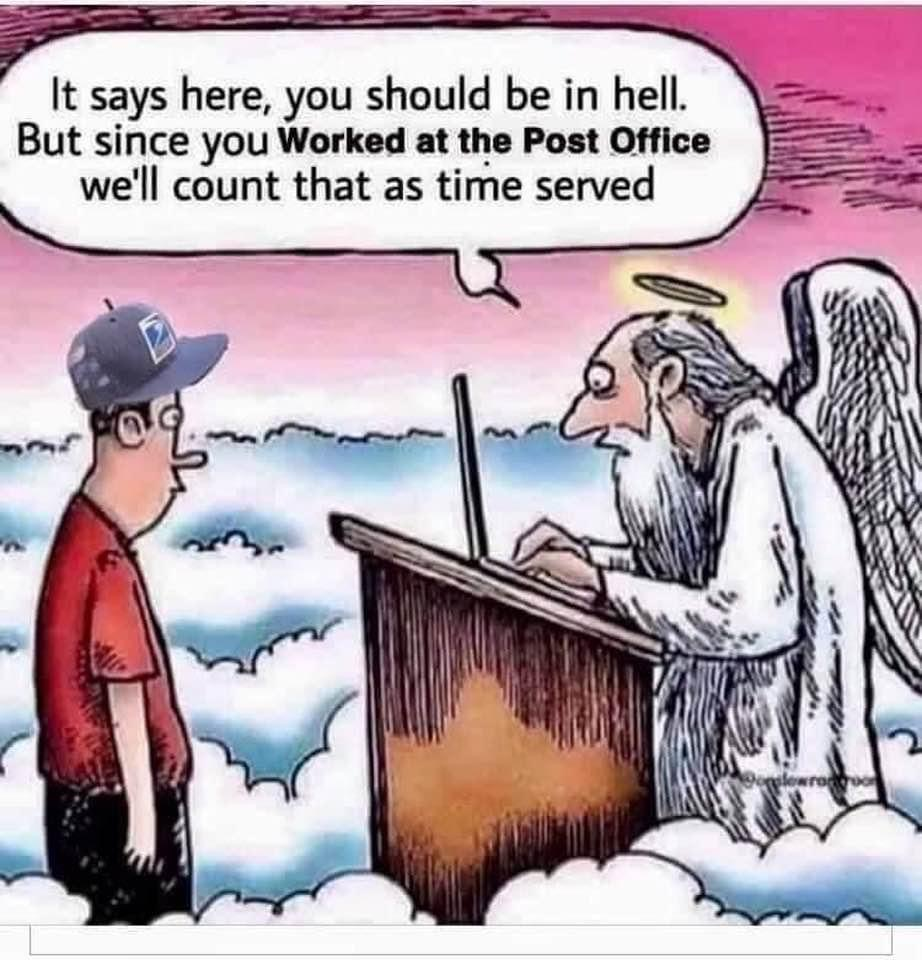 It says here, you should be in hell.
But since you Worked at the Post Office
we'll count that as time served